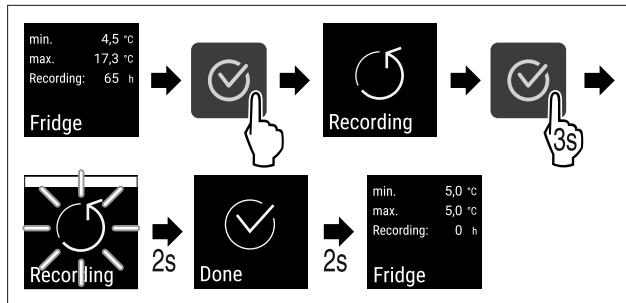 min. 4,5 °C
max. 17,3 °C
Recording: 65 h
Fridge
Recording
3s
Recording
2s
Done
2s
min. 5,0 °C
max. 5,0 °C
Recording: 0 h
Fridge